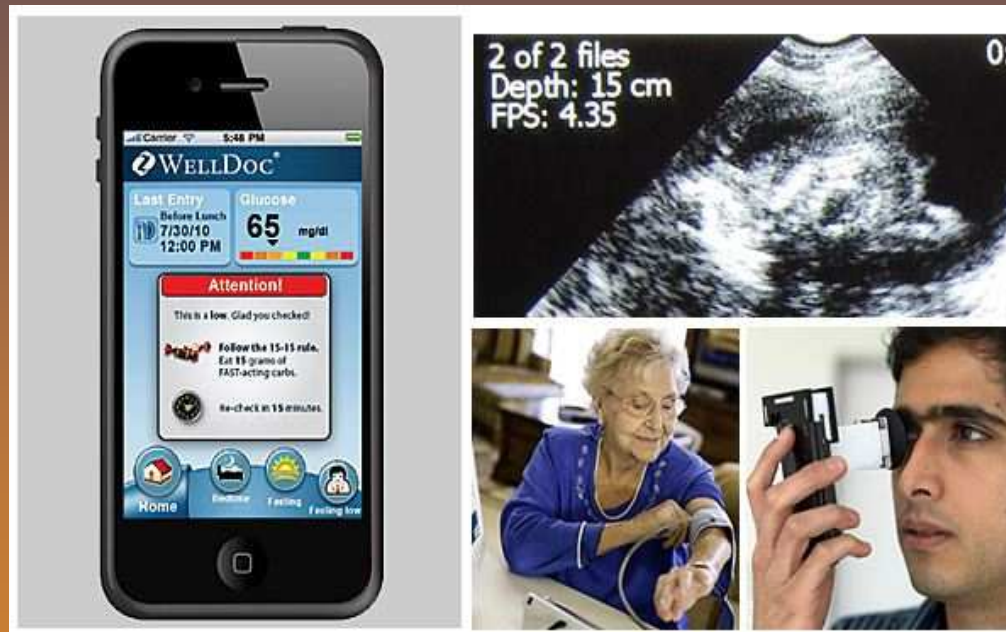 Carrier 5:48 PM
WELLDOC®
Last Entry
Before Lunch
7/30/10
12:00 PM
Glucose
65 mg/dl
Attention!
This is a low. Glad you checked!
Follow the 15-15 rule.
Eat 15 grams of
FAST-acting carbs.
Re-check in 15 minutes.
Home
Bedtime
Fasting
Feeling low
2 of 2 files
Depth: 15 cm
FPS: 4.35
0.